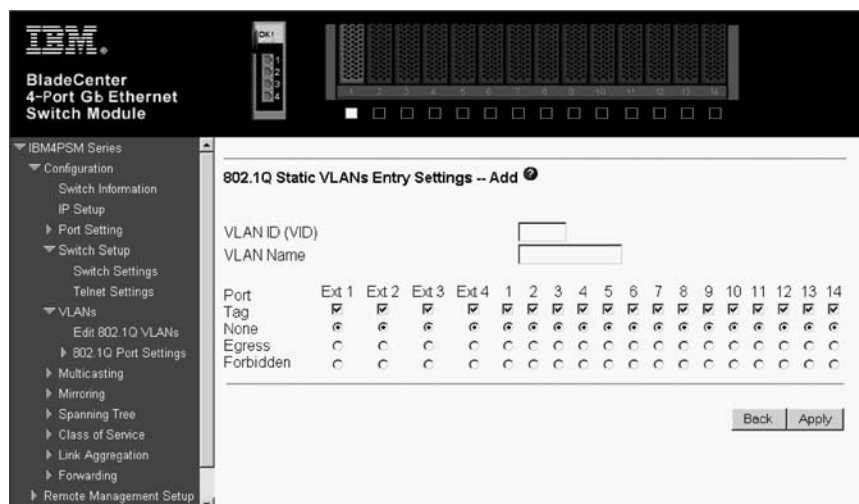 IBM.
BladeCenter
4-Port Gb Ethernet
Switch Module
OK!
1
2
3
4
1 2 3 4 5 6 7 8 9 10 11 12 13 14
IBM4PSM Series
Configuration
Switch Information
IP Setup
Port Setting
Switch Setup
Switch Settings
Telnet Settings
VLANs
Edit 802.1Q VLANs
802.1Q Port Settings
Multicasting
Mirroring
Spanning Tree
Class of Service
Link Aggregation
Forwarding
Remote Management Setup
802.1Q Static VLANs Entry Settings -- Add ?
VLAN ID (VID)
VLAN Name
Port Ext 1 Ext 2 Ext 3 Ext 4 1 2 3 4 5 6 7 8 9 10 11 12 13 14
Tag
None
Egress
Forbidden
Back Apply